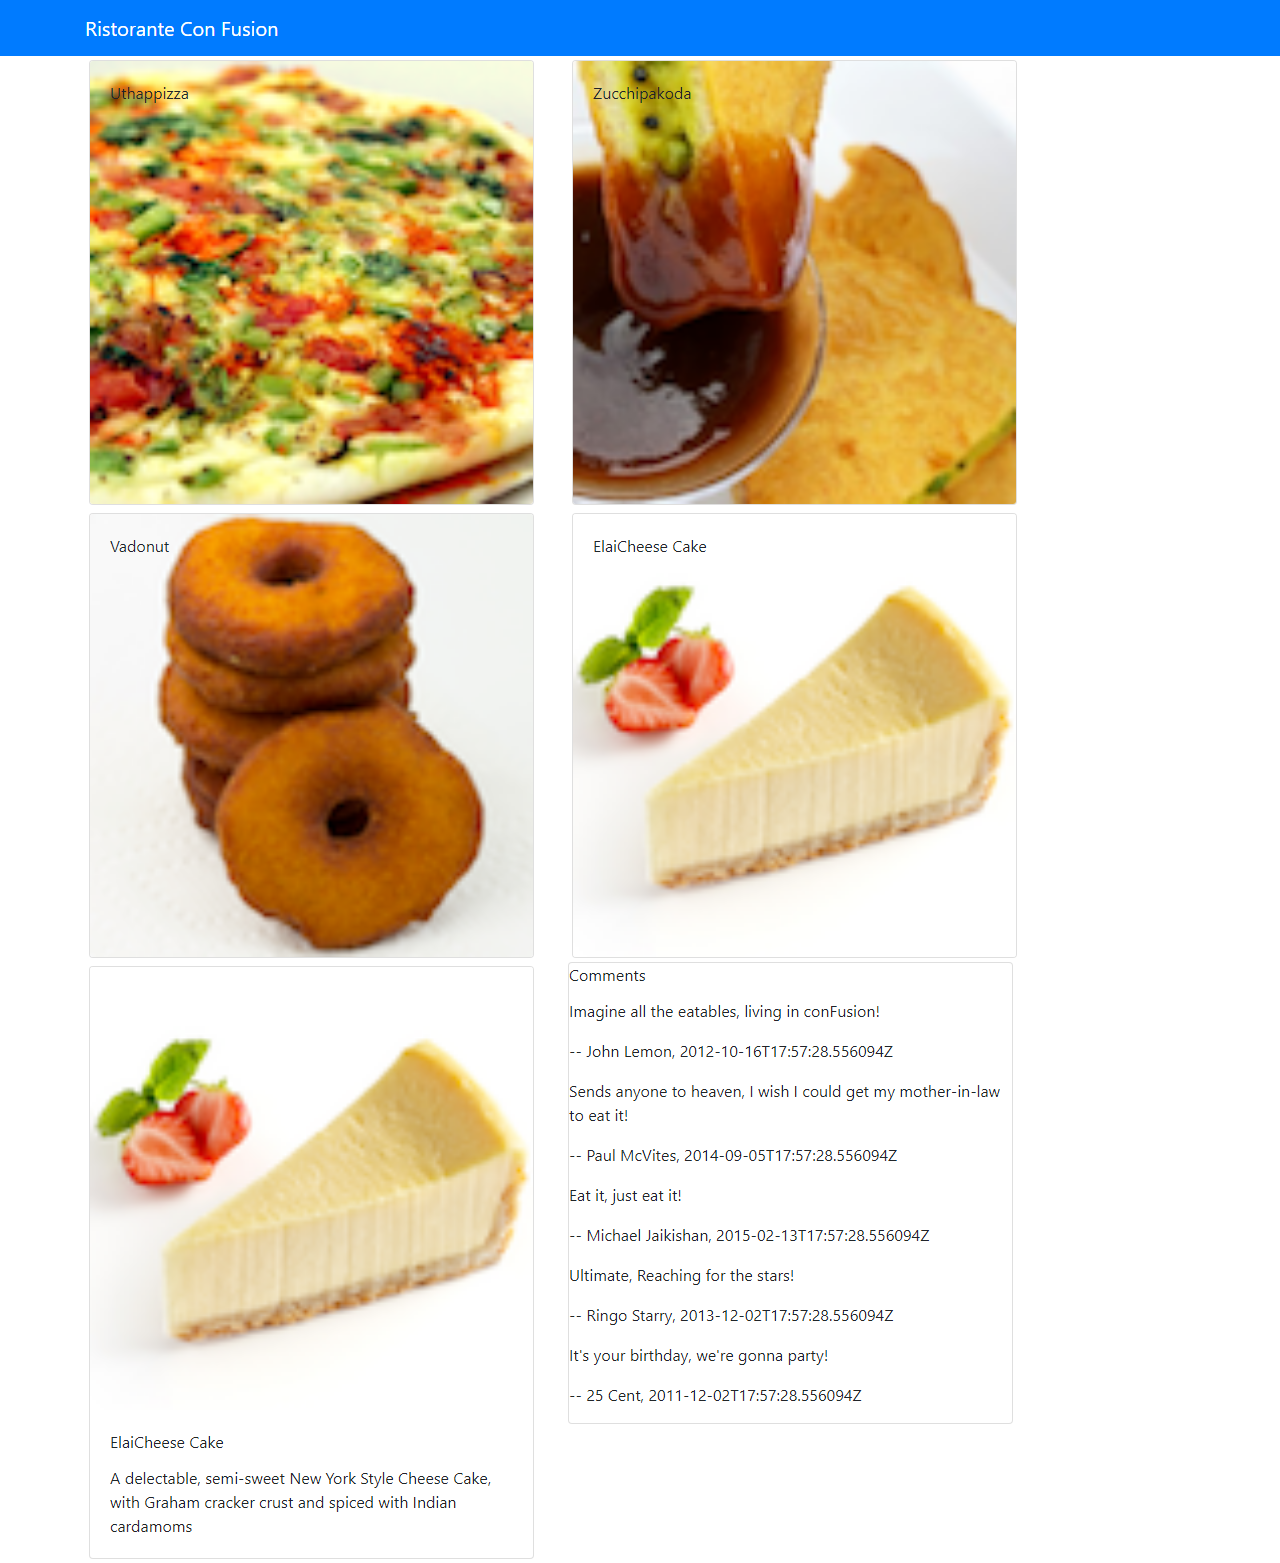 Ristorante Con Fusion
Uthappizza
Zucchipakoda
Vadonut
ElaiCheese Cake
ElaiCheese Cake
A delectable, semi-sweet New York Style Cheese Cake,
with Graham cracker crust and spiced with Indian
cardamoms
Comments
Imagine all the eatables, living in conFusion!
-- John Lemon, 2012-10-16T17:57:28.556094Z
Sends anyone to heaven, I wish I could get my mother-in-law
to eat it!
-- Paul McVites, 2014-09-05T17:57:28.556094Z
Eat it, just eat it!
-- Michael Jaikishan, 2015-02-13T17:57:28.556094Z
Ultimate, Reaching for the stars!
-- Ringo Starry, 2013-12-02T17:57:28.556094Z
It's your birthday, we're gonna party!
-- 25 Cent, 2011-12-02T17:57:28.556094Z